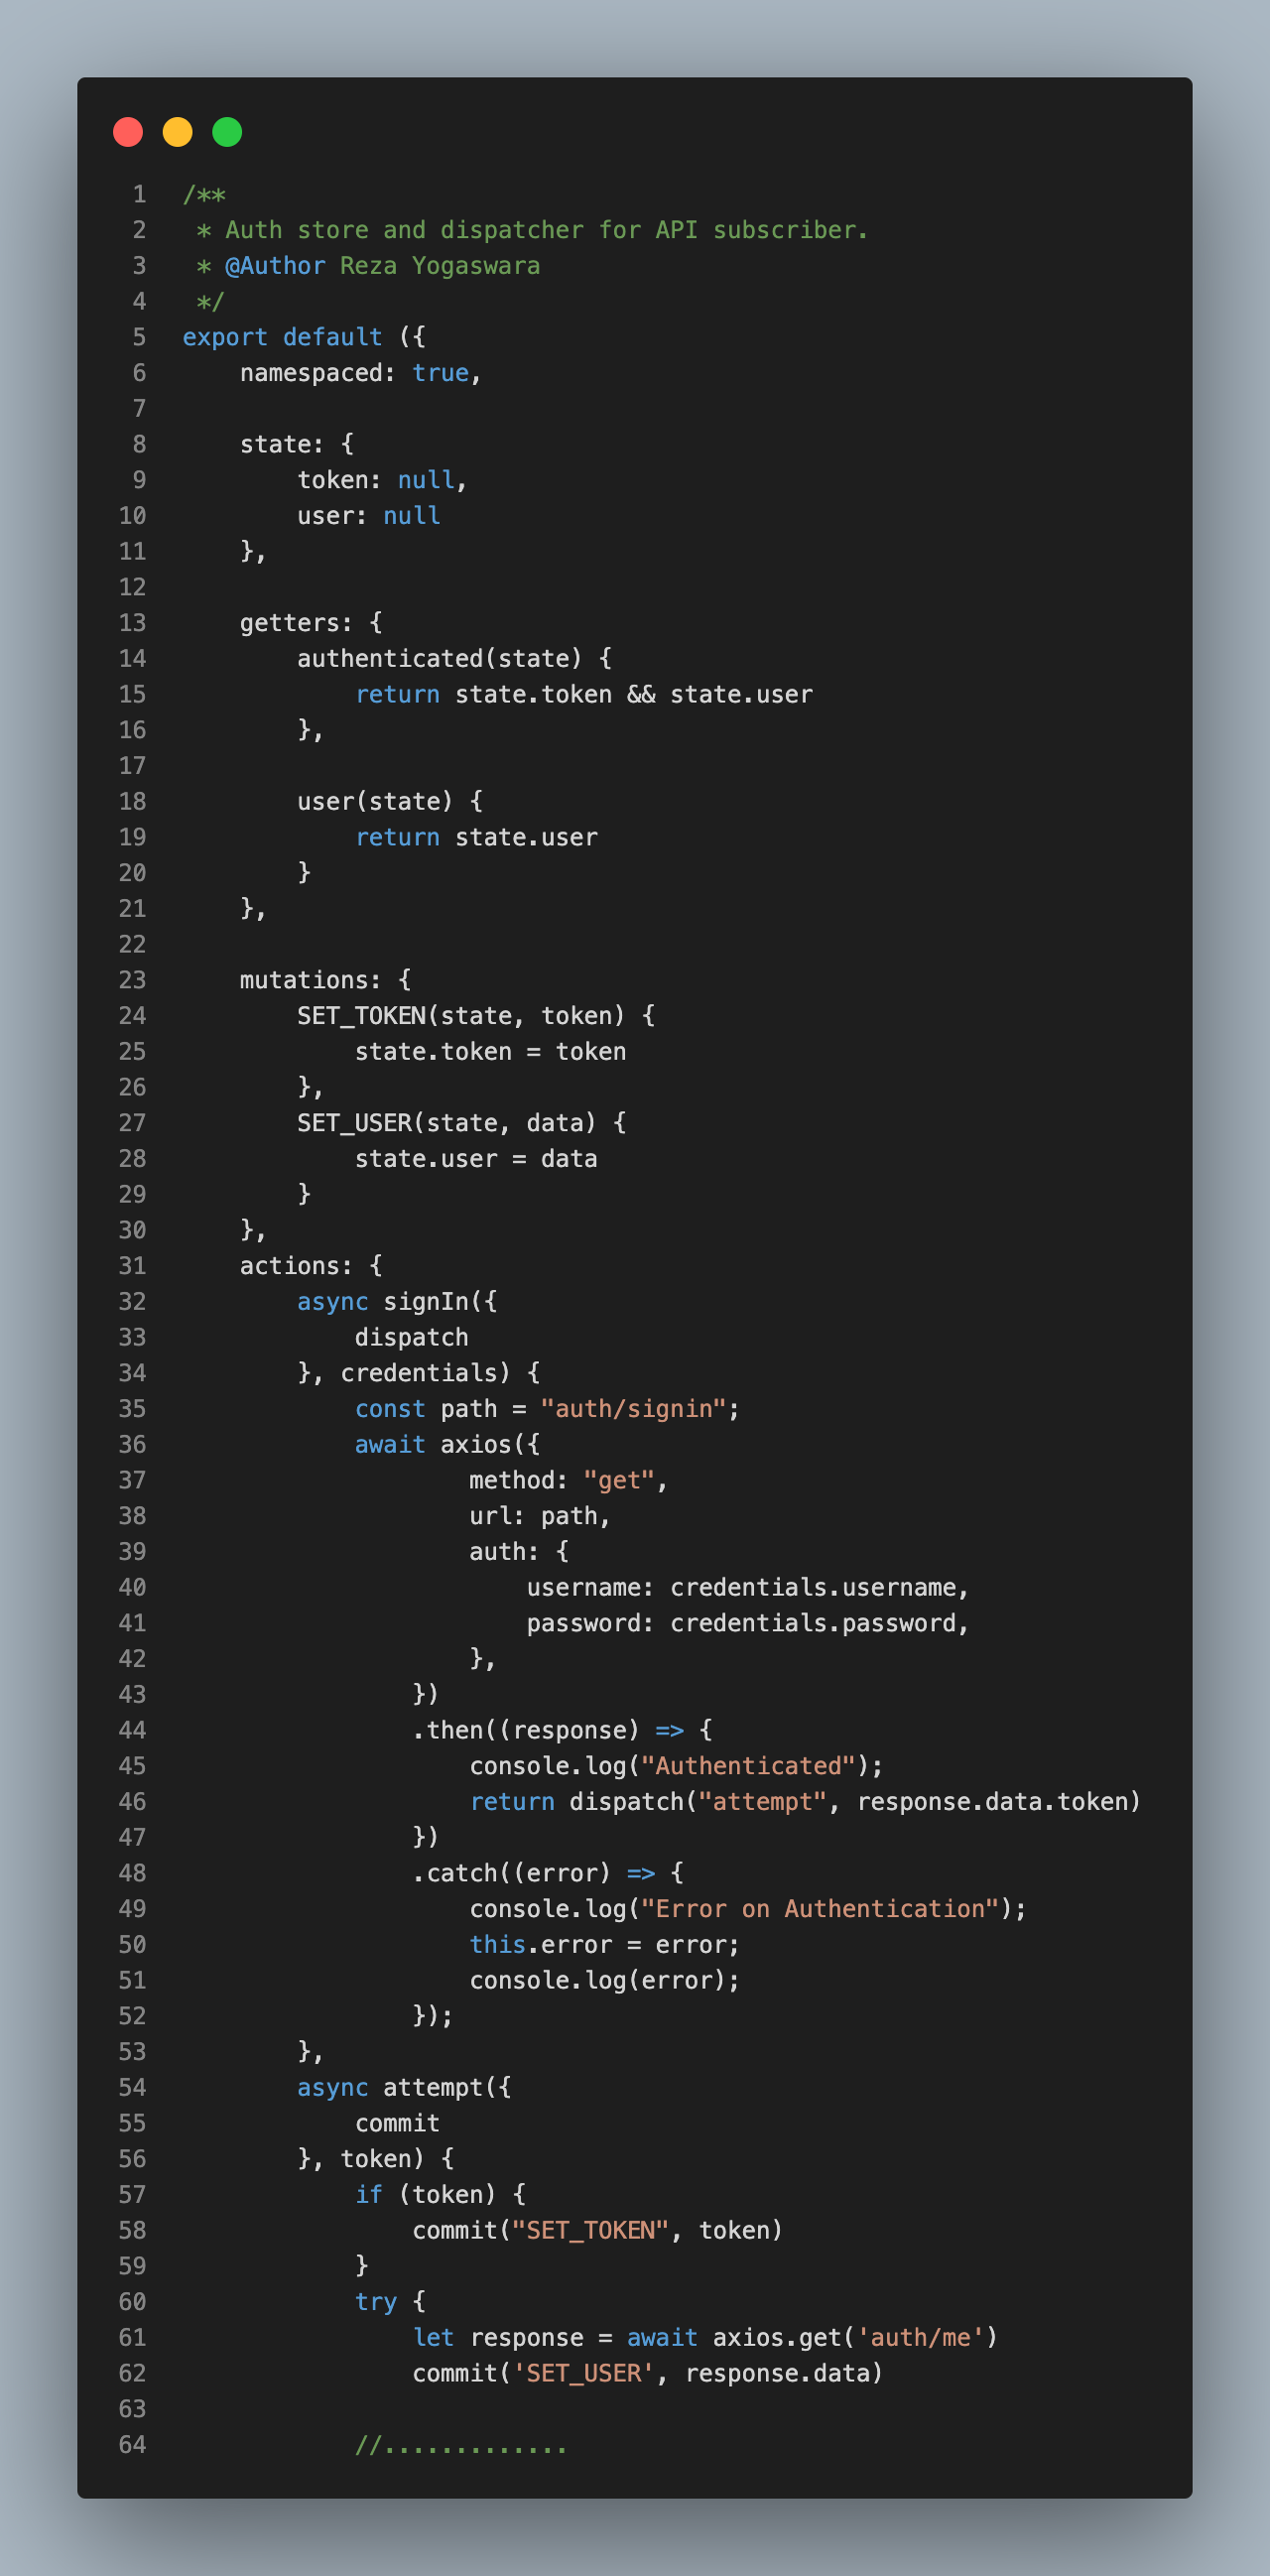 1 /**
2 * Auth store and dispatcher for API subscriber.
3 * @Author Reza Yogaswara
4 */
5 export default ({
6 namespaced: true,
7
8 state: {
9 token: null,
10 user: null
11 },
12
13 getters: {
14 authenticated(state) {
15 return state.token && state.user
16 },
17
18 user(state) {
19 return state.user
20 }
21 },
22
23 mutations: {
24 SET_TOKEN(state, token) {
25 state.token = token
26 },
27 SET_USER(state, data) {
28 state.user = data
29 }
30 },
31 actions: {
32 async signIn({
33 dispatch
34 }, credentials) {
35 const path = "auth/signin";
36 await axios({
37 method: "get",
38 url: path,
39 auth: {
40 username: credentials.username,
41 password: credentials.password,
42 },
43 })
44 .then((response) => {
45 console.log("Authenticated");
46 return dispatch("attempt", response.data.token)
47 })
48 .catch((error) => {
49 console.log("Error on Authentication");
50 this.error = error;
51 console.log(error);
52 });
53 },
54 async attempt({
55 commit
56 }, token) {
57 if (token) {
58 commit("SET_TOKEN", token)
59 }
60 try {
61 let response = await axios.get('auth/me')
62 commit('SET_USER', response.data)
63
64 //.............